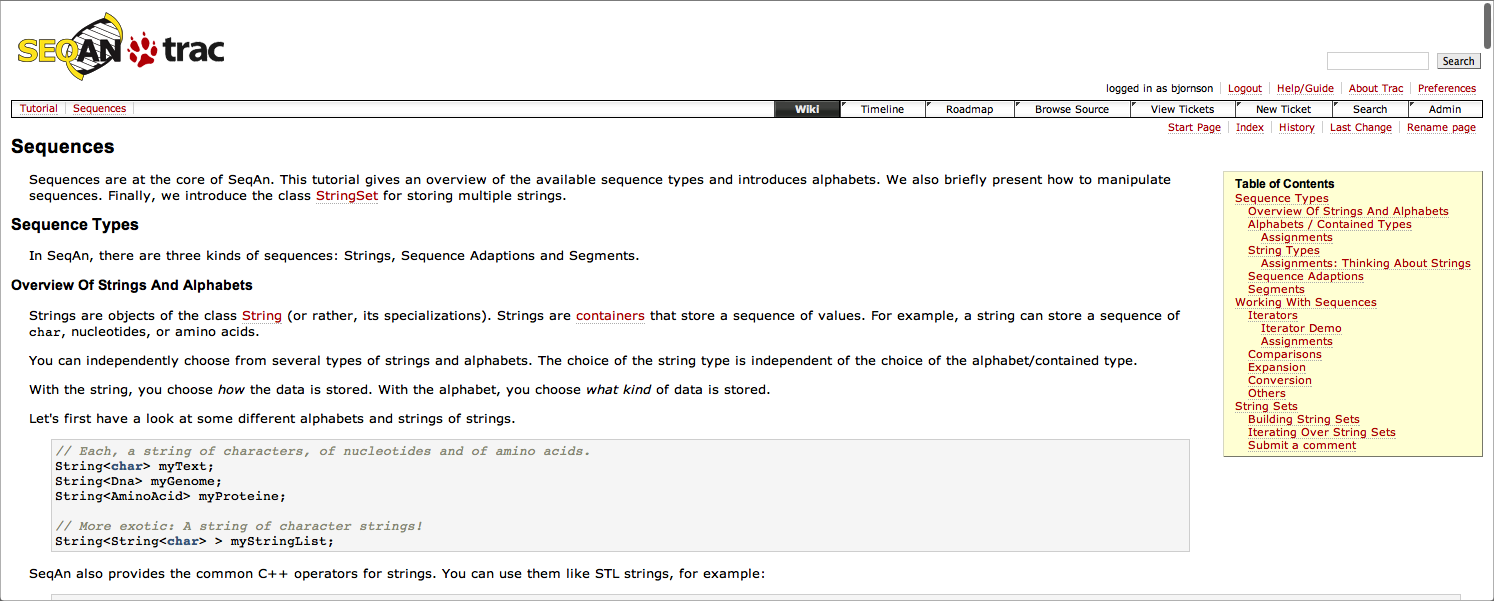 SEQAN trac
Search
logged in as bjornson Logout Help/Guide About Trac Preferences
Tutorial Sequences Wiki Timeline Roadmap Browse Source View Tickets New Ticket Search Admin
Start Page Index History Last Change Rename page
Sequences
Sequences are at the core of SeqAn. This tutorial gives an overview of the available sequence types and introduces alphabets. We also briefly present how to manipulate
sequences. Finally, we introduce the class StringSet for storing multiple strings.
Sequence Types
In SeqAn, there are three kinds of sequences: Strings, Sequence Adaptions and Segments.
Overview Of Strings And Alphabets
Strings are objects of the class String (or rather, its specializations). Strings are containers that store a sequence of values. For example, a string can store a sequence of
char, nucleotides, or amino acids.
You can independently choose from several types of strings and alphabets. The choice of the string type is independent of the choice of the alphabet/contained type.
With the string, you choose how the data is stored. With the alphabet, you choose what kind of data is stored.
Let's first have a look at some different alphabets and strings of strings.
// Each, a string of characters, of nucleotides and of amino acids.
String<char> myText;
String<Dna> myGenome;
String<AminoAcid> myProteine;
// More exotic: A string of character strings!
String<String<char> > myStringList;
SeqAn also provides the common C++ operators for strings. You can use them like STL strings, for example:
Table of Contents
Sequence Types
Overview Of Strings And Alphabets
Alphabets / Contained Types
Assignments
String Types
Assignments: Thinking About Strings
Sequence Adaptions
Segments
Working With Sequences
Iterators
Iterator Demo
Assignments
Comparisons
Expansion
Conversion
Others
String Sets
Building String Sets
Iterating Over String Sets
Submit a comment